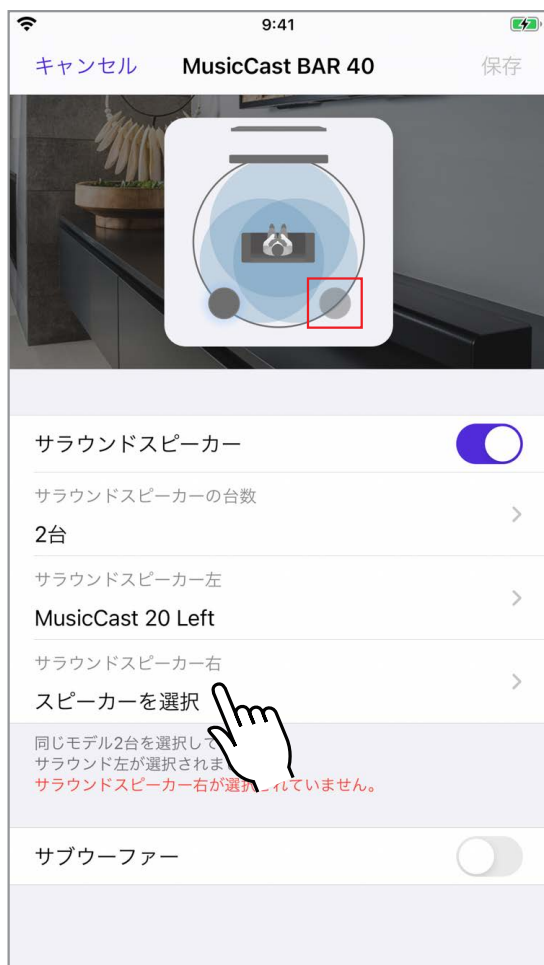 9:41
キャンセル MusicCast BAR 40 保存
サラウンドスピーカー
サラウンドスピーカーの台数
2台
サラウンドスピーカー左
MusicCast 20 Left
サラウンドスピーカー右
スピーカーを選択
同じモデル2台を選択して
サラウンド左が選択されま
サラウンドスピーカー右が選択されていません。
サブウーファー